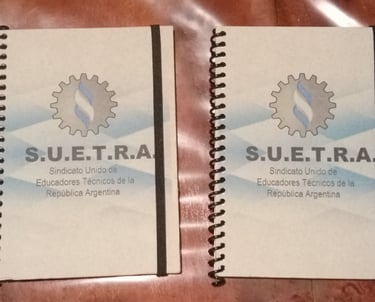 S.U.E.T.R.A.
Sindicato Unido de
Educadores Técnicos de la
República Argentina
S.U.E.T.R.A
Sindicato Unido de
Educadores Técnicos de la
República Argentina